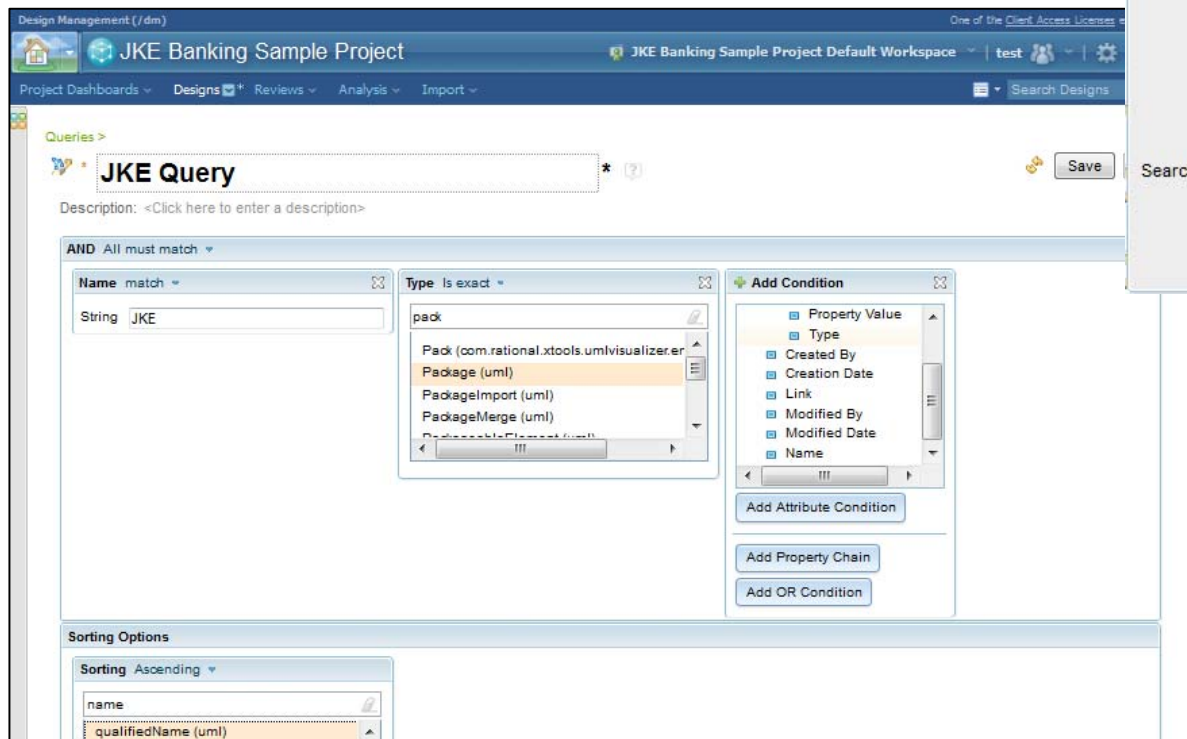 Design Management (/dm)
One of the Client Access Licenses e
JKE Banking Sample Project
JKE Banking Sample Project Default Workspace | test |
Project Dashboards Designs * Reviews Analysis Import
Search Designs
Queries >
* JKE Query * [?]
Save
Searc
Description: <Click here to enter a description>
AND All must match
Name match
String JKE
Type Is exact
pack
Pack (com.rational.xtools.umlvisualizer.er
Package (uml)
PackageImport (uml)
PackageMerge (uml)
PackageableElement (uml)
Add Condition
Property Value
Type
Created By
Creation Date
Link
Modified By
Modified Date
Name
Add Attribute Condition
Add Property Chain
Add OR Condition
Sorting Options
Sorting Ascending
name
qualifiedName (uml)